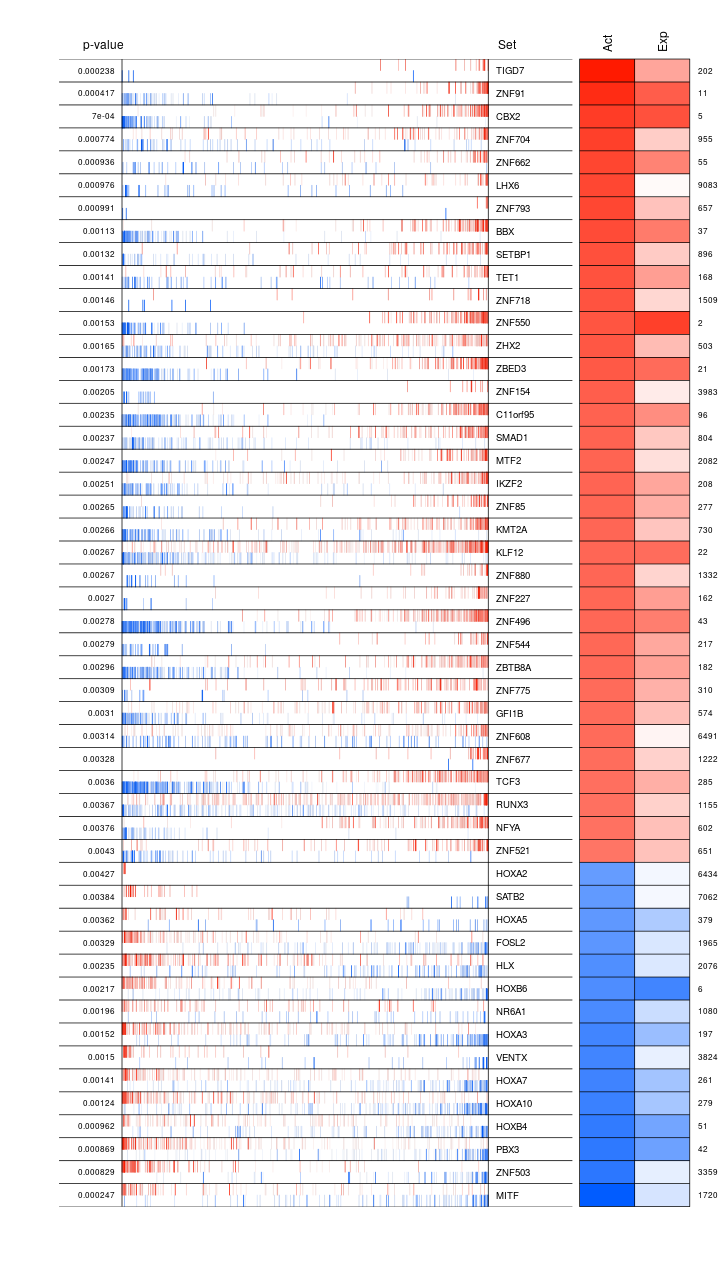 p-value Set Act Exp
0.000238 TIGD7 202
0.000417 ZNF91 11
7e-04 CBX2 5
0.000774 ZNF704 955
0.000936 ZNF662 55
0.000976 LHX6 9083
0.000991 ZNF793 657
0.00113 BBX 37
0.00132 SETBP1 896
0.00141 TET1 168
0.00146 ZNF718 1509
0.00153 ZNF550 2
0.00165 ZHX2 503
0.00173 ZBED3 21
0.00205 ZNF154 3983
0.00235 C11orf95 96
0.00237 SMAD1 804
0.00247 MTF2 2082
0.00251 IKZF2 208
0.00265 ZNF85 277
0.00266 KMT2A 730
0.00267 KLF12 22
0.00267 ZNF880 1332
0.0027 ZNF227 162
0.00278 ZNF496 43
0.00279 ZNF544 217
0.00296 ZBTB8A 182
0.00309 ZNF775 310
0.0031 GFI1B 574
0.00314 ZNF608 6491
0.00328 ZNF677 1222
0.0036 TCF3 285
0.00367 RUNX3 1155
0.00376 NFYA 602
0.0043 ZNF521 651
0.00427 HOXA2 6434
0.00384 SATB2 7062
0.00362 HOXA5 379
0.00329 FOSL2 1965
0.00235 HLX 2076
0.00217 HOXB6 6
0.00196 NR6A1 1080
0.00152 HOXA3 197
0.0015 VENTX 3824
0.00141 HOXA7 261
0.00124 HOXA10 279
0.000962 HOXB4 51
0.000869 PBX3 42
0.000829 ZNF503 3359
0.000247 MITF 1720